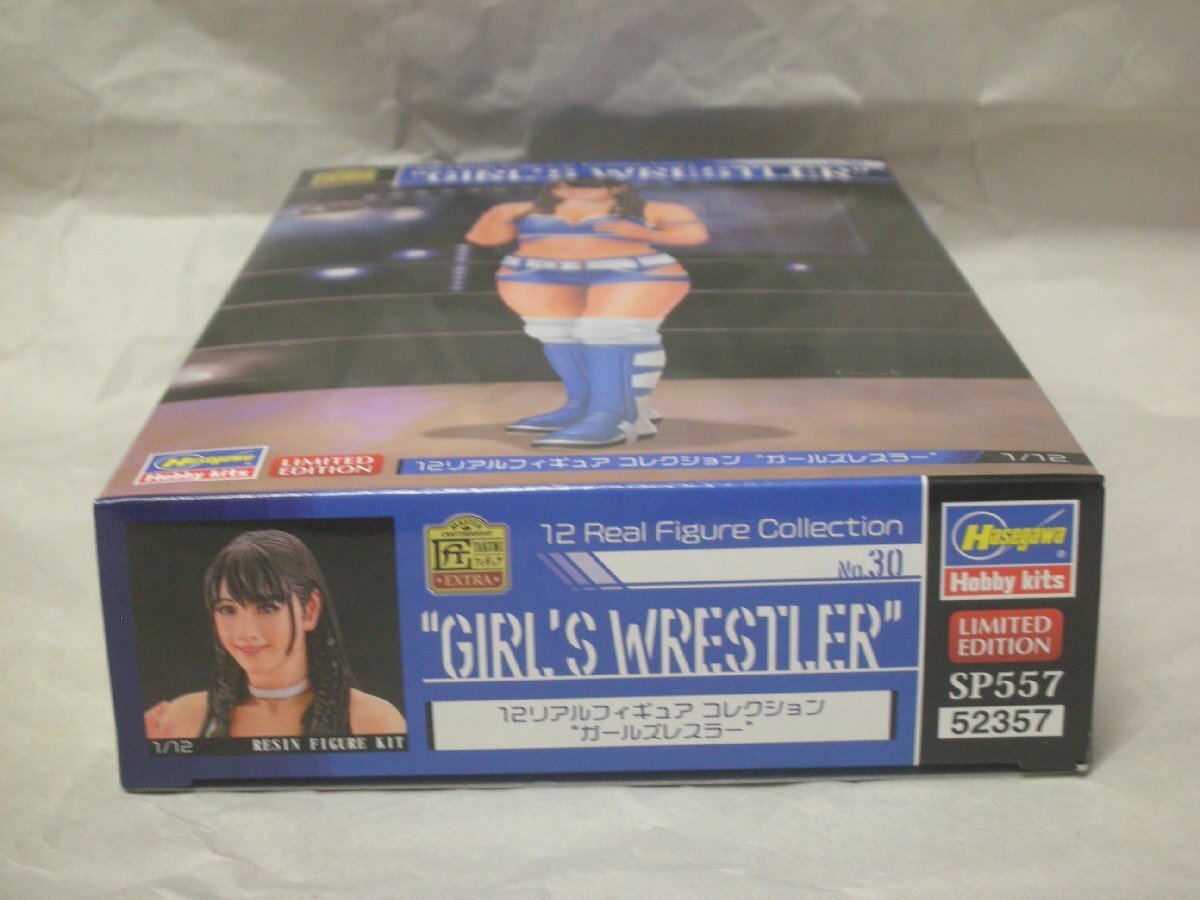 "GIRL'S WRESTLER"
Hasegawa
Hobby kits
LIMITED
EDITION
12リアルフィギュア コレクション "ガールズレスラー"
1/12
1/12
RESIN FIGURE KIT
EXTRA
12 Real Figure Collection
No.30
"GIRL'S WRESTLER"
12リアルフィギュア コレクション
"ガールズレスラー"
Hasegawa®
Hobby kits
LIMITED
EDITION
SP557
52357